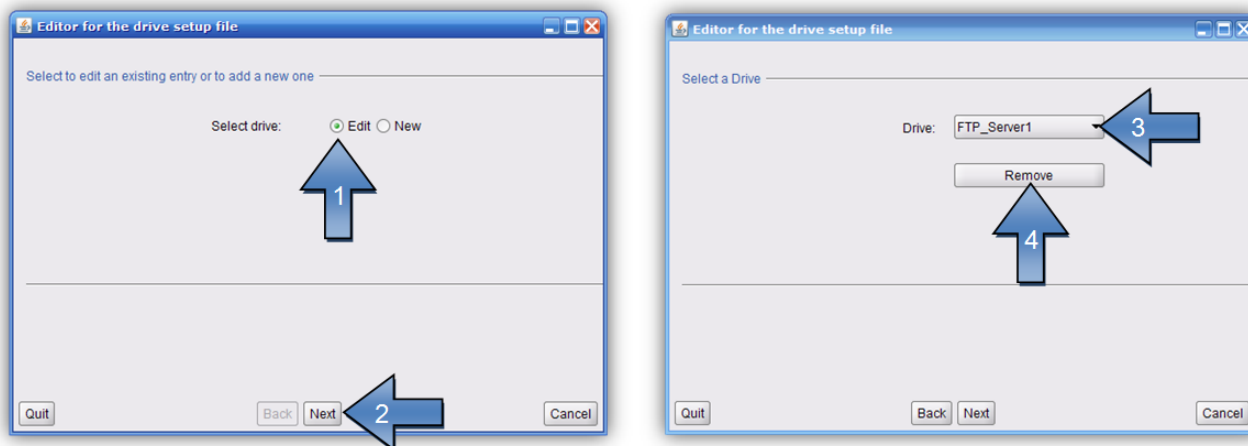 Editor for the drive setup file
Select to edit an existing entry or to add a new one
Select drive: Edit New
1
Quit Back Next 2 Cancel
Editor for the drive setup file
Select a Drive
Drive: FTP_Server1 3
Remove
4
Quit Back Next Cancel